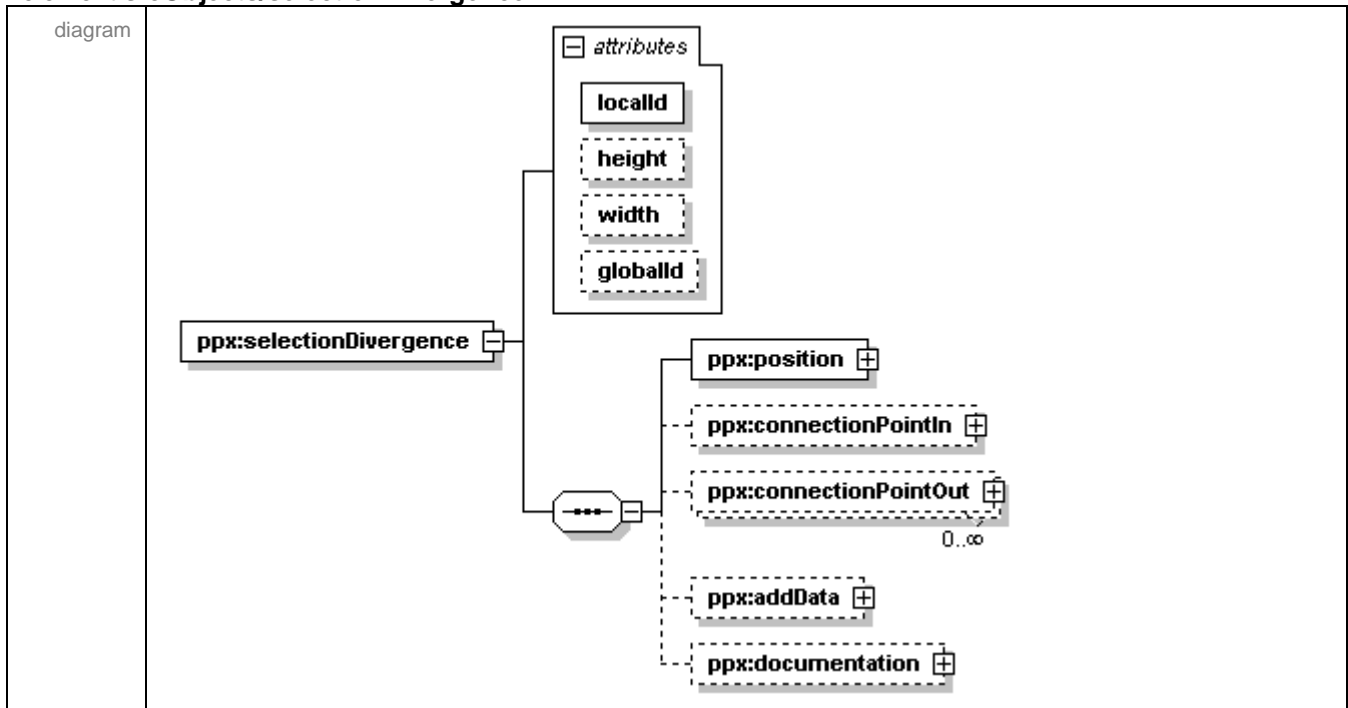 diagram
attributes
localId
height
width
globalId
ppx:selectionDivergence
ppx:position
ppx:connectionPointIn
ppx:connectionPointOut
0..∞
ppx:addData
ppx:documentation